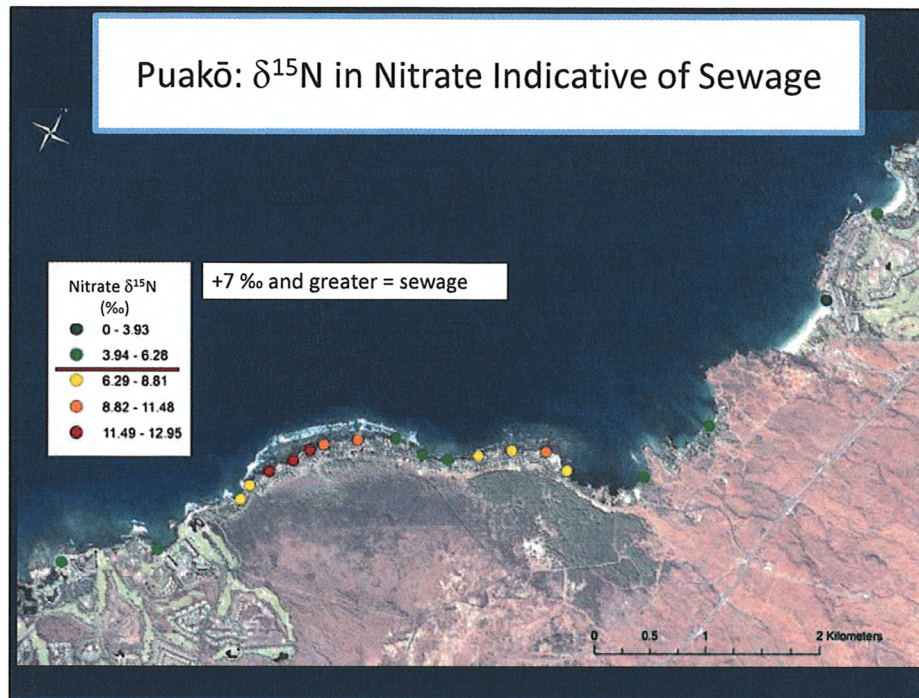 Puakō: δ¹⁵N in Nitrate Indicative of Sewage
Nitrate δ¹⁵N
(‰)
0 - 3.93
3.94 - 6.28
6.29 - 8.81
8.82 - 11.48
11.49 - 12.95
+7 ‰ and greater = sewage
0 0.5 1 2 Kilometers